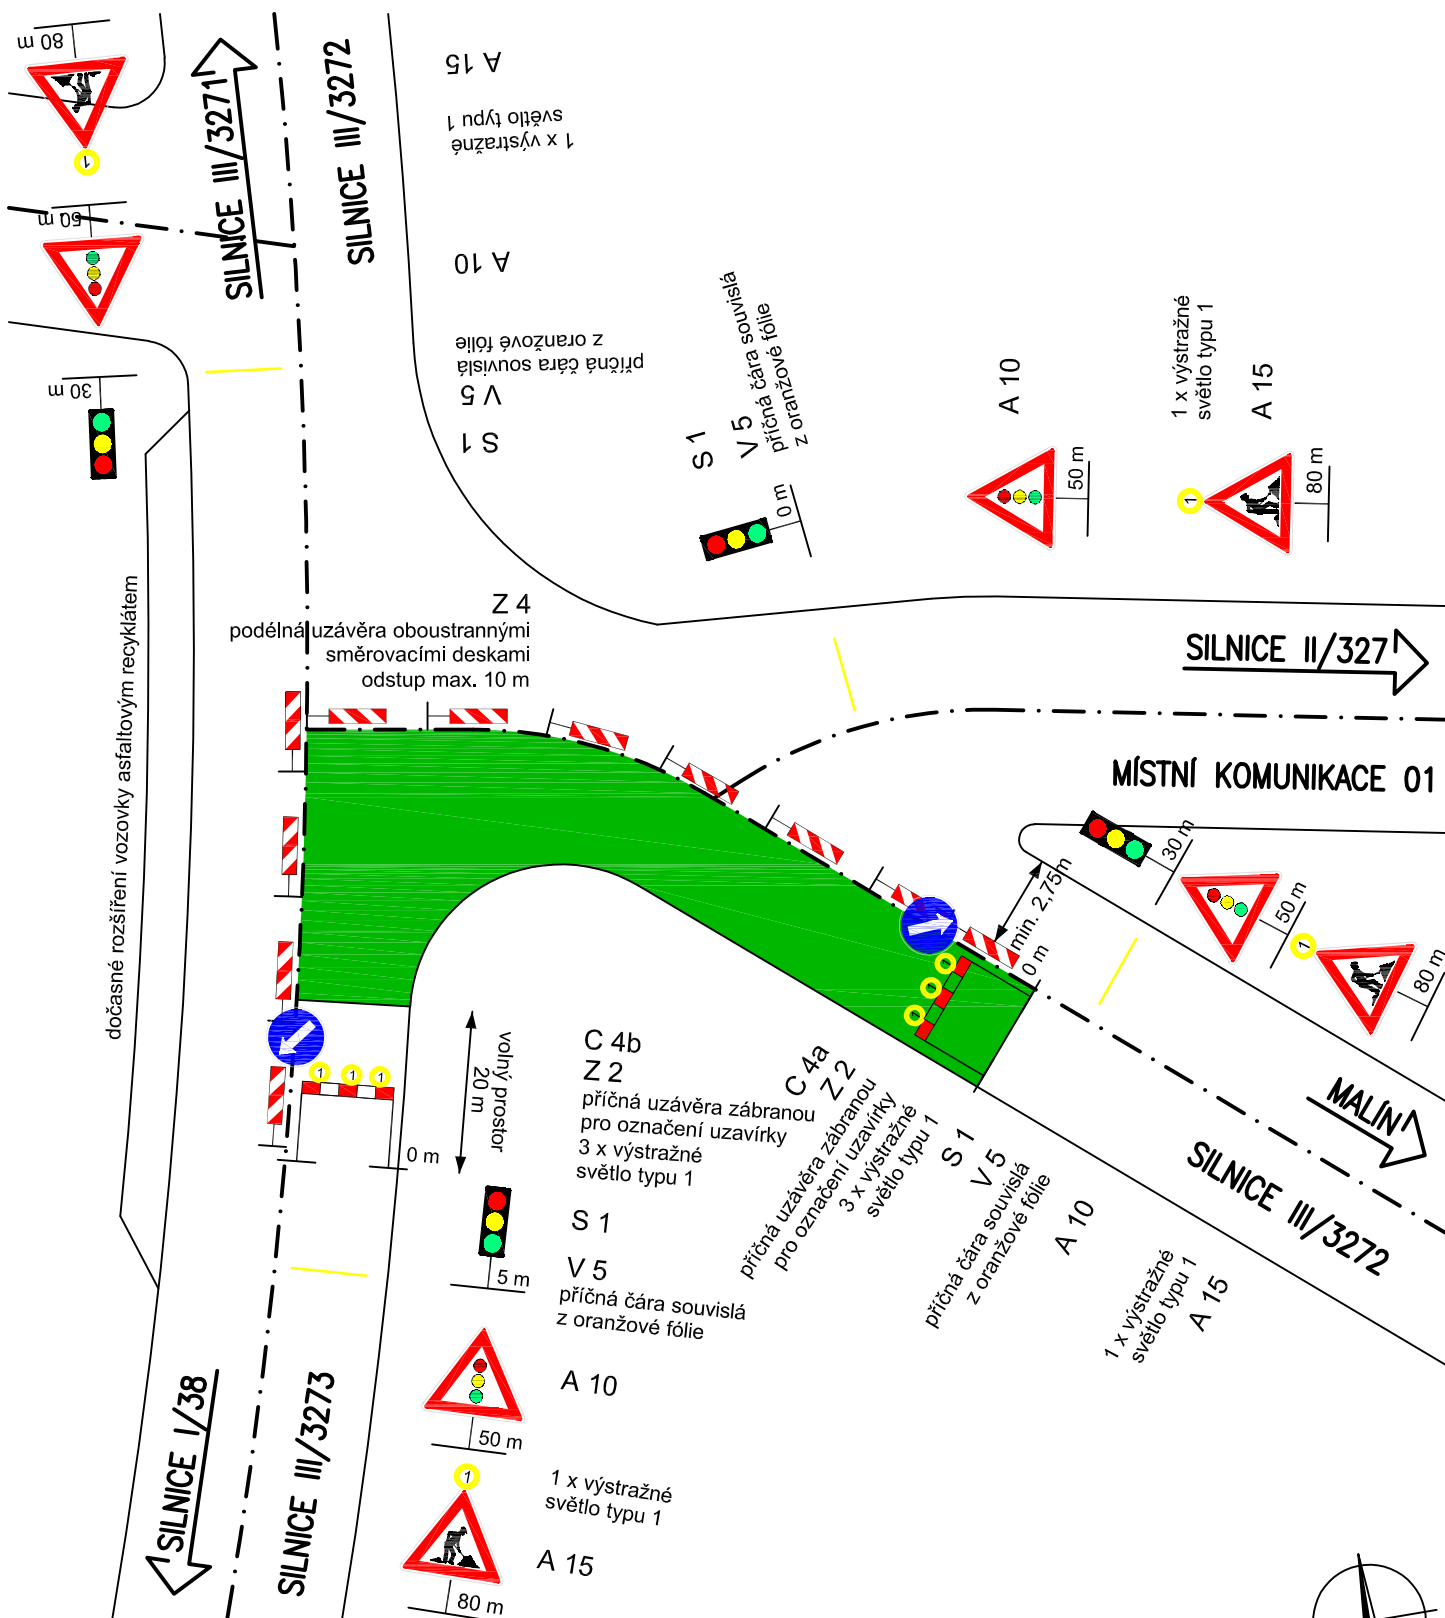 80 m
1
50 m
30 m
SILNICE III/3271
SILNICE III/3272
A 15
1 x výstražné
světlo typu 1
A 10
příčná čára souvislá
z oranžové fólie
V 5
S 1
S 1
V 5
příčná čára souvislá
z oranžové fólie
0 m
A 10
50 m
1 x výstražné
světlo typu 1
A 15
1
80 m
dočasné rozšíření vozovky asfaltovým recyklátem
Z 4
podélná uzávěra oboustrannými
směrovacími deskami
odstup max. 10 m
SILNICE II/327
MÍSTNÍ KOMUNIKACE 01
30 m
50 m
1
80 m
min. 2,75m
0 m
1
1
1
MALÍN
SILNICE III/3272
1 1 1
0 m
volný prostor
20 m
C 4b
Z 2
příčná uzávěra zábranou
pro označení uzavírky
3 x výstražné
světlo typu 1
S 1
V 5
příčná čára souvislá
z oranžové fólie
5 m
A 10
50 m
1
1 x výstražné
světlo typu 1
A 15
80 m
C 4a
Z 2
příčná uzávěra zábranou
pro označení uzavírky
3 x výstražné
světlo typu 1
S 1
V 5
příčná čára souvislá
z oranžové fólie
A 10
1 x výstražné
světlo typu 1
A 15
SILNICE I/38
SILNICE III/3273